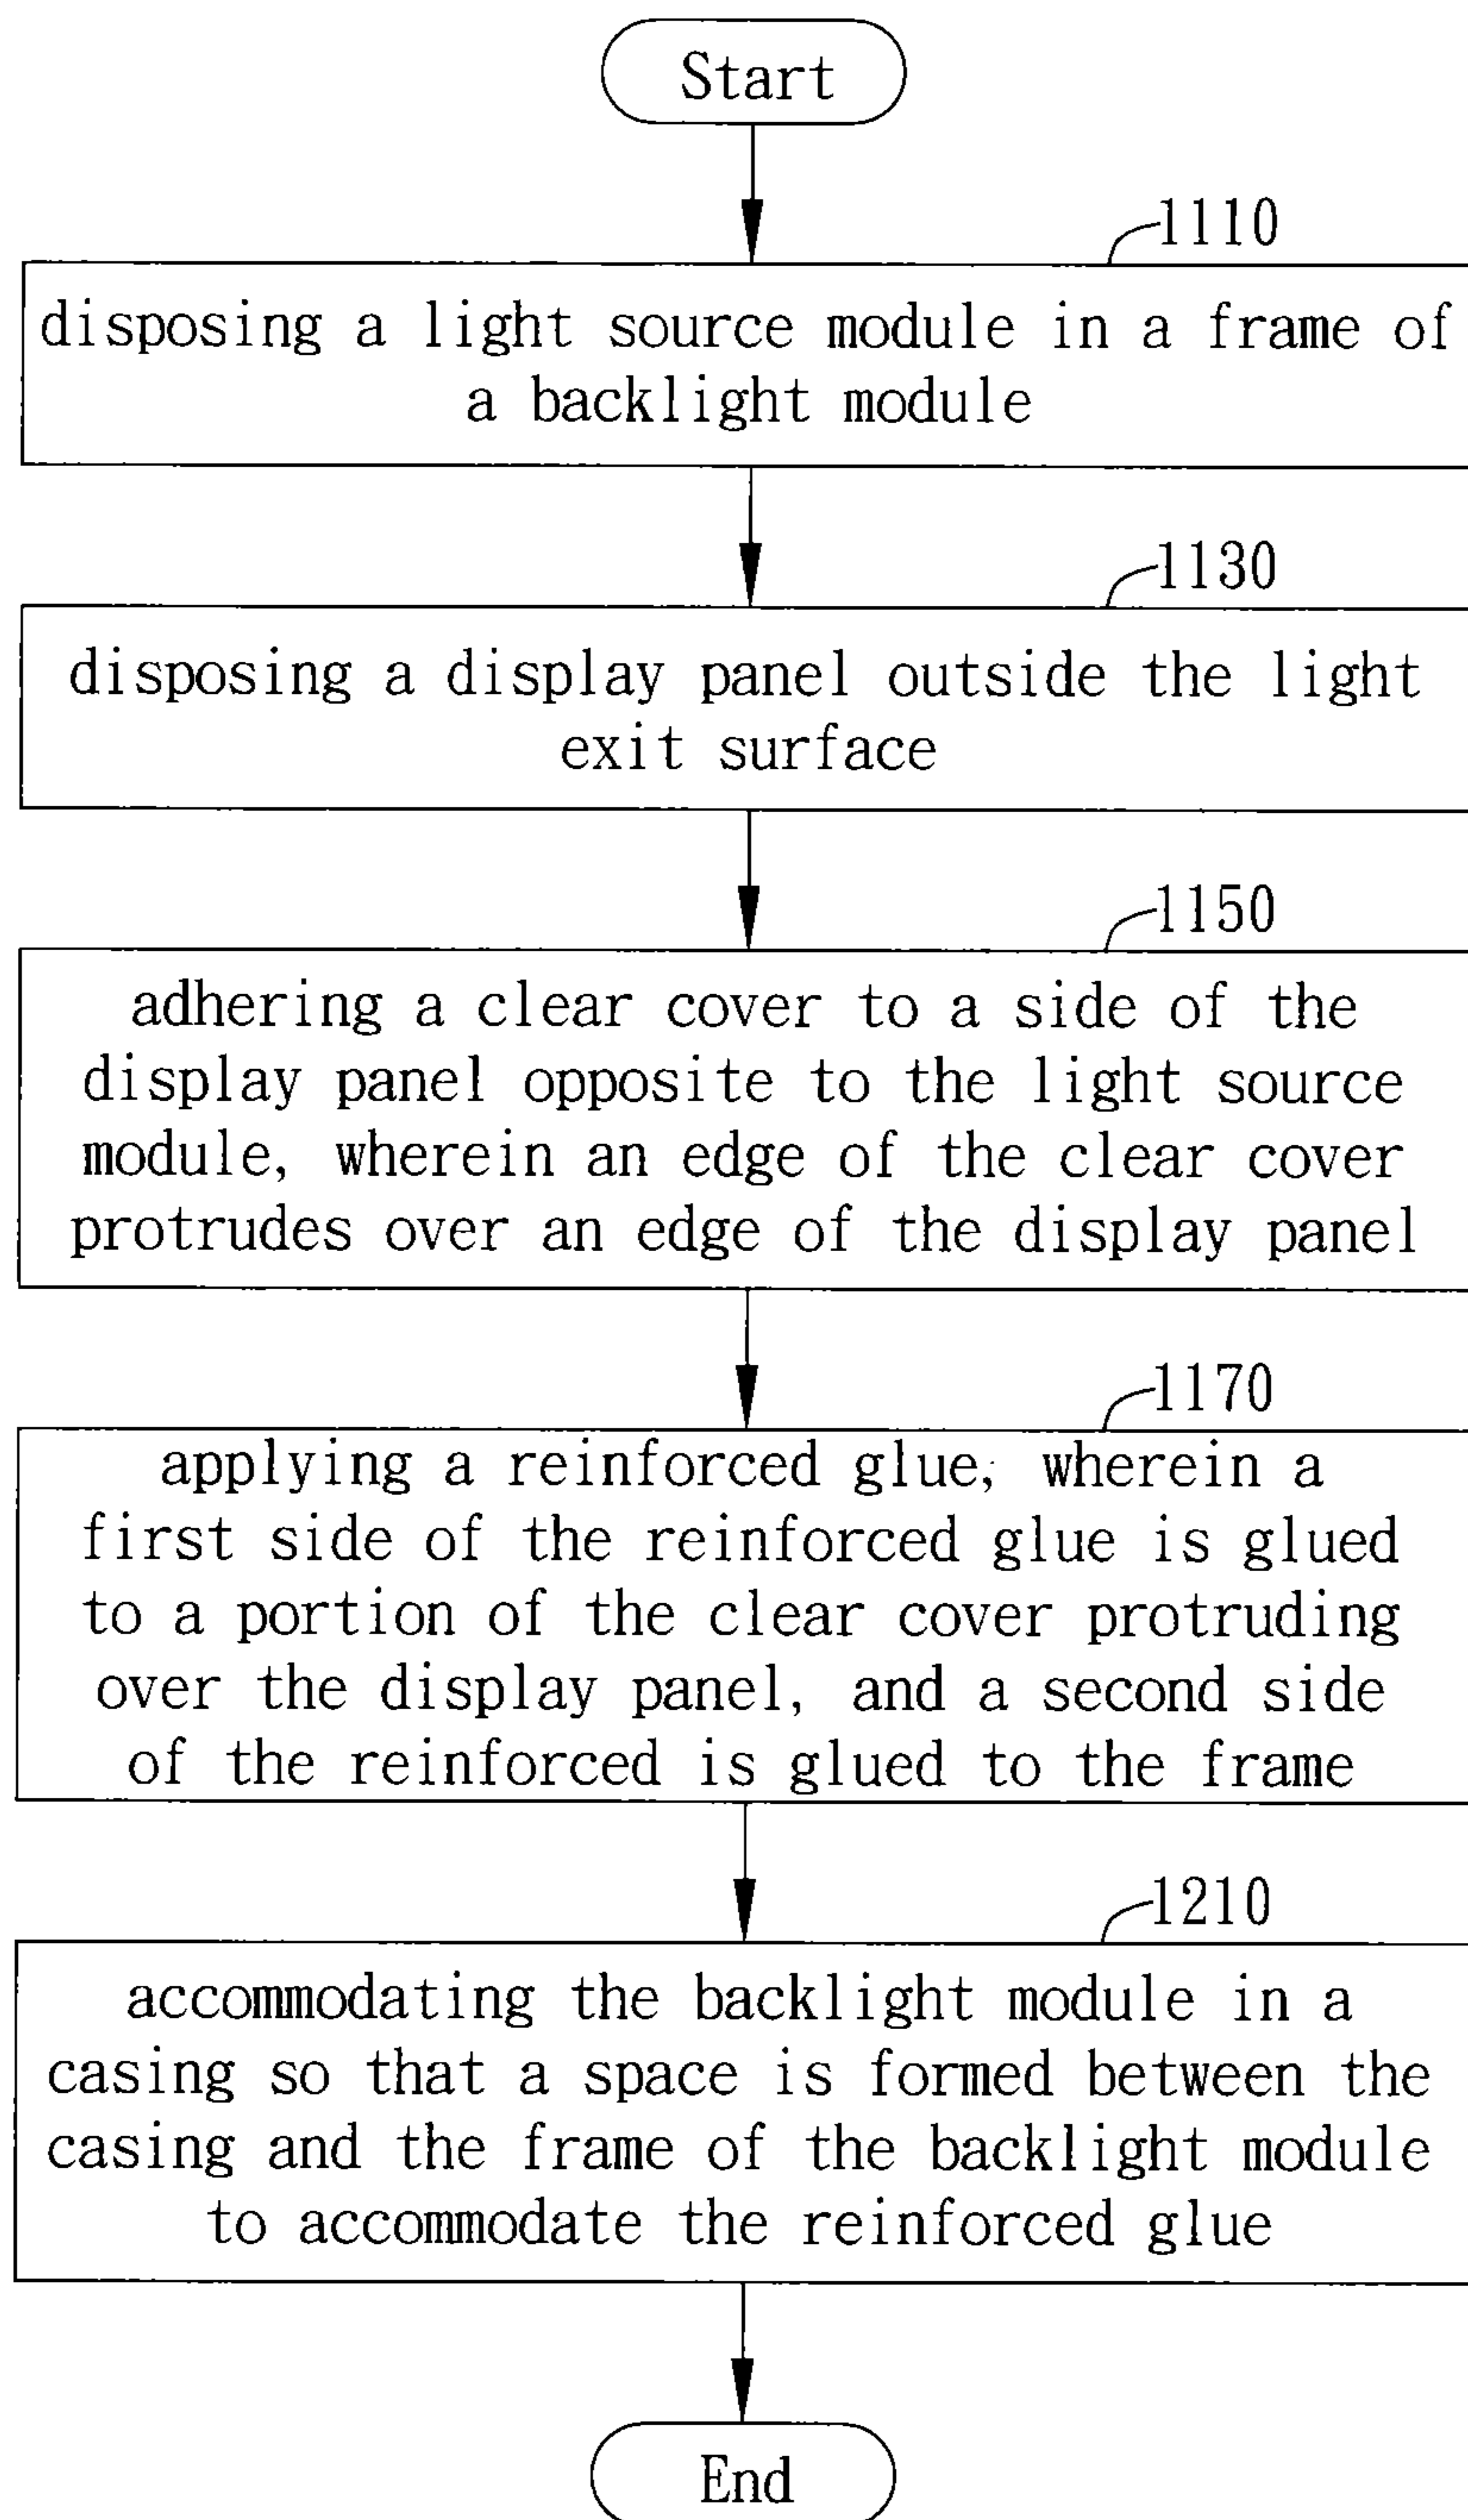 Start
1110
disposing a light source module in a frame of
a backlight module
1130
disposing a display panel outside the light
exit surface
1150
adhering a clear cover to a side of the
display panel opposite to the light source
module, wherein an edge of the clear cover
protrudes over an edge of the display panel
1170
applying a reinforced glue, wherein a
first side of the reinforced glue is glued
to a portion of the clear cover protruding
over the display panel, and a second side
of the reinforced is glued to the frame
1210
accommodating the backlight module in a
casing so that a space is formed between the
casing and the frame of the backlight module
to accommodate the reinforced glue
End